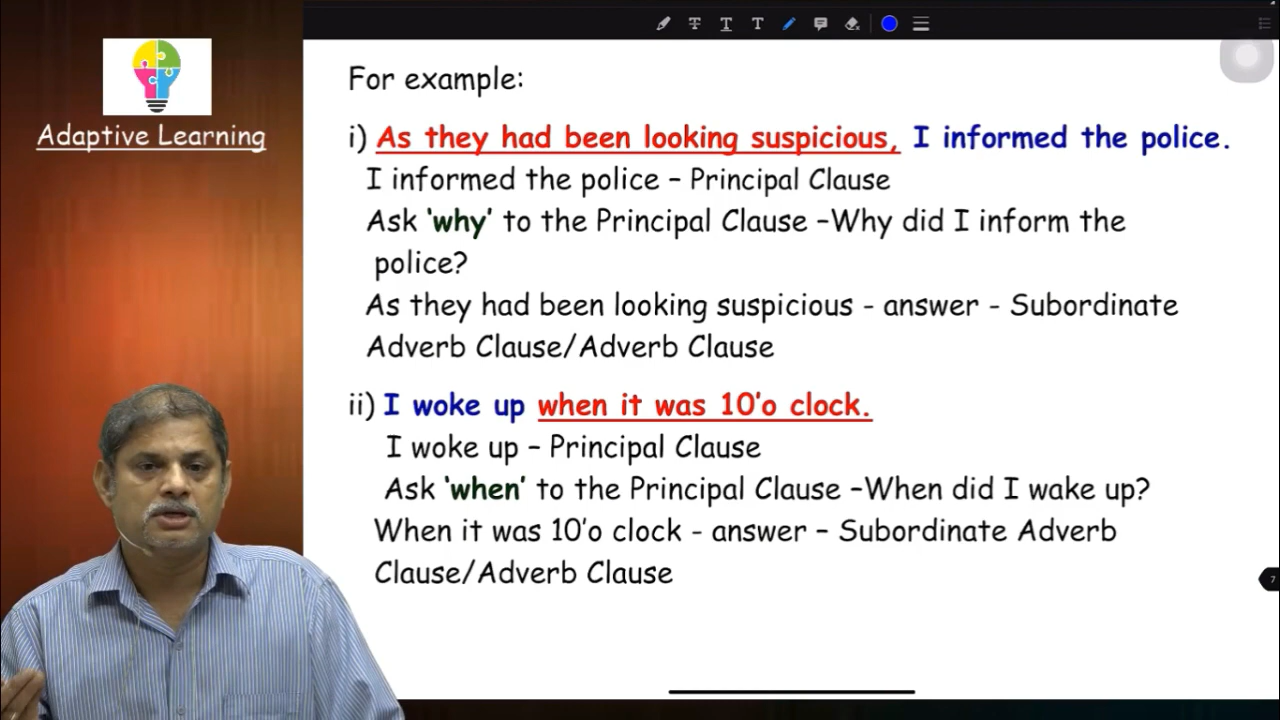 Adaptive Learning
For example:
i) As they had been looking suspicious, I informed the police.
I informed the police – Principal Clause
Ask 'why' to the Principal Clause –Why did I inform the
police?
As they had been looking suspicious - answer - Subordinate
Adverb Clause/Adverb Clause
ii) I woke up when it was 10'o clock.
I woke up – Principal Clause
Ask 'when' to the Principal Clause –When did I wake up?
When it was 10'o clock - answer – Subordinate Adverb
Clause/Adverb Clause
7